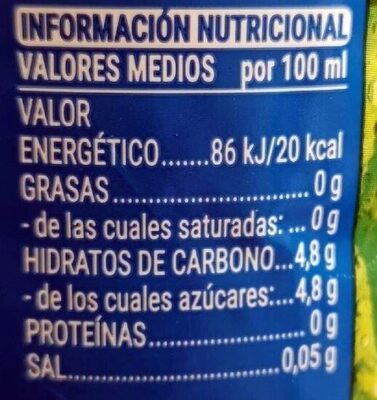 INFORMACIÓN NUTRICIONAL
VALORES MEDIOS por 100 ml
VALOR
ENERGÉTICO.......86 kJ/20 kcal
GRASAS............................0 g
- de las cuales saturadas: ... 0 g
HIDRATOS DE CARBONO...4,8 g
- de los cuales azúcares:....4,8 g
PROTEÍNAS.......................0 g
SAL..................................0,05 g